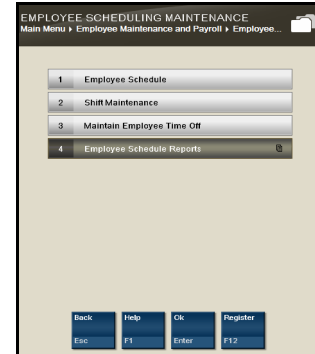 EMPLOYEE SCHEDULING MAINTENANCE
Main Menu › Employee Maintenance and Payroll › Employee...
1 Employee Schedule
2 Shift Maintenance
3 Maintain Employee Time Off
4 Employee Schedule Reports
Back Help Ok Register
Esc F1 Enter F12